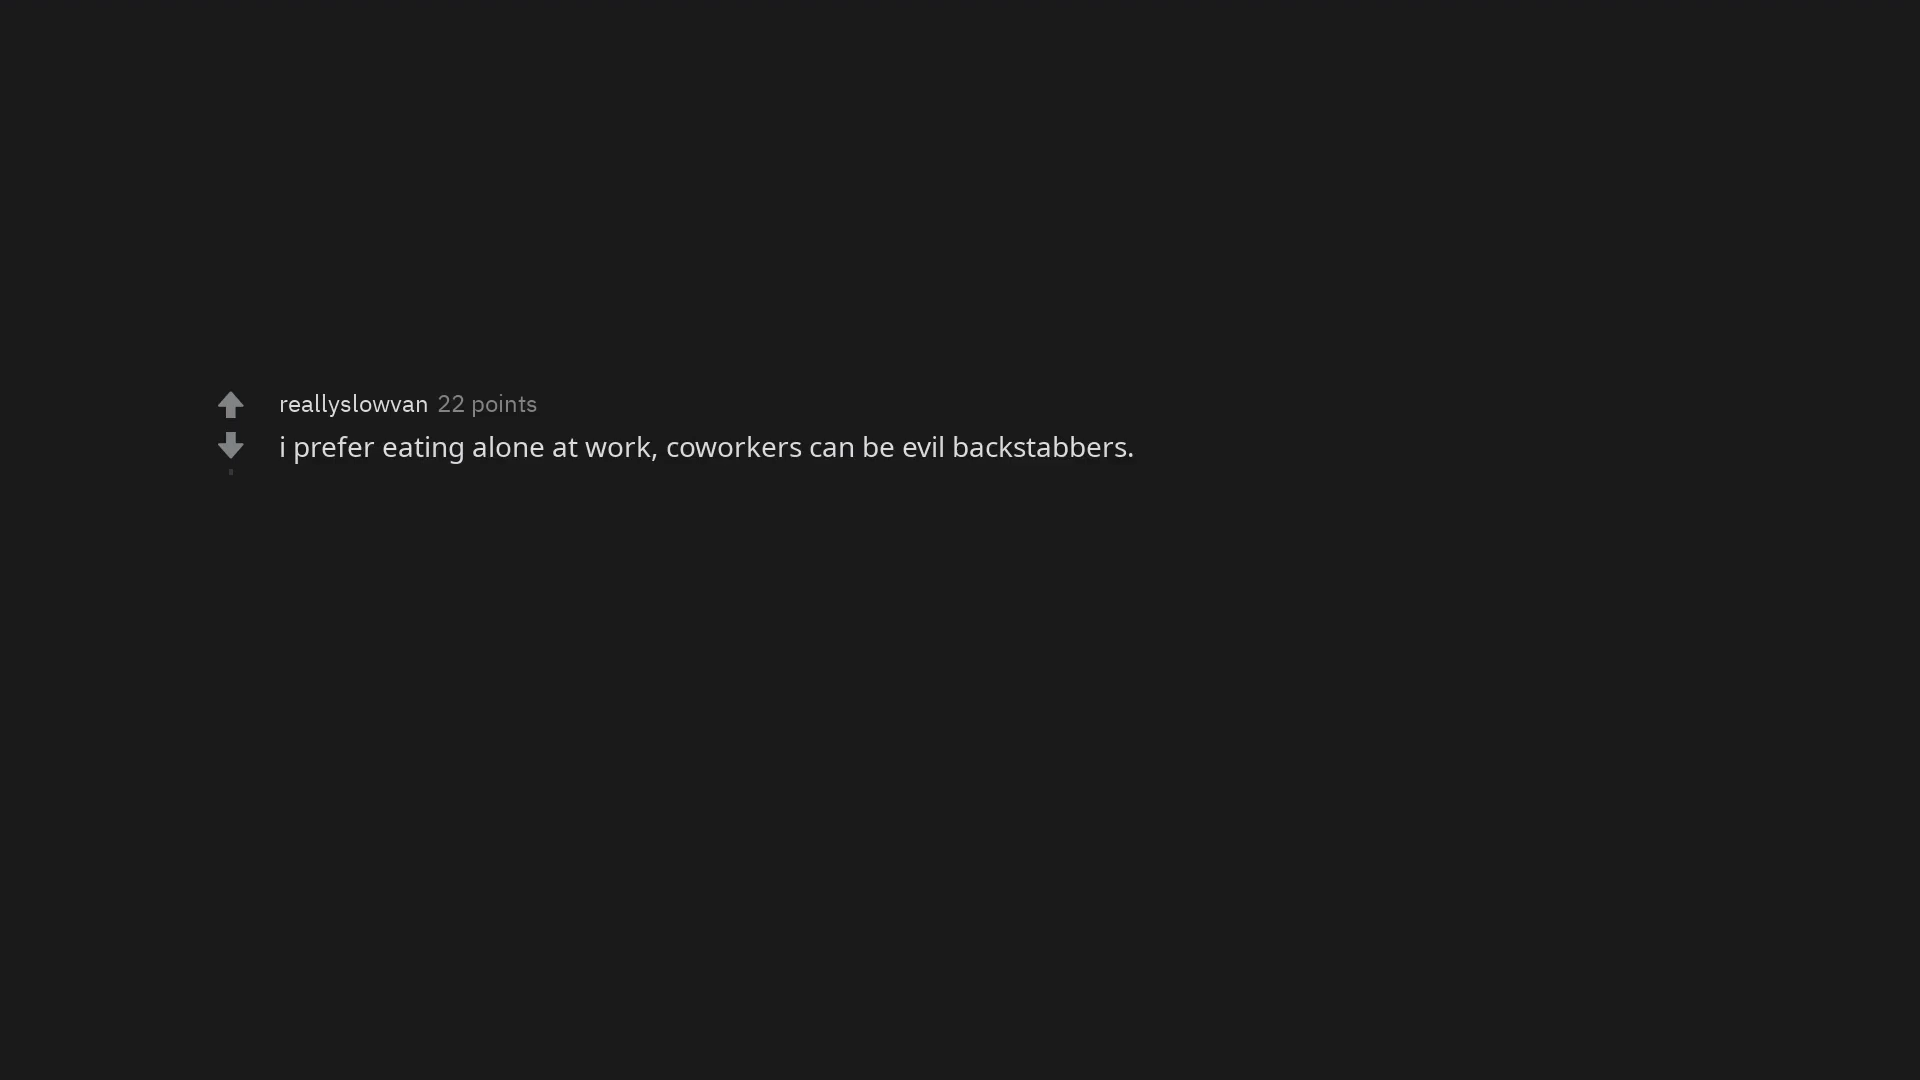 reallyslowvan 22 points
i prefer eating alone at work, coworkers can be evil backstabbers.